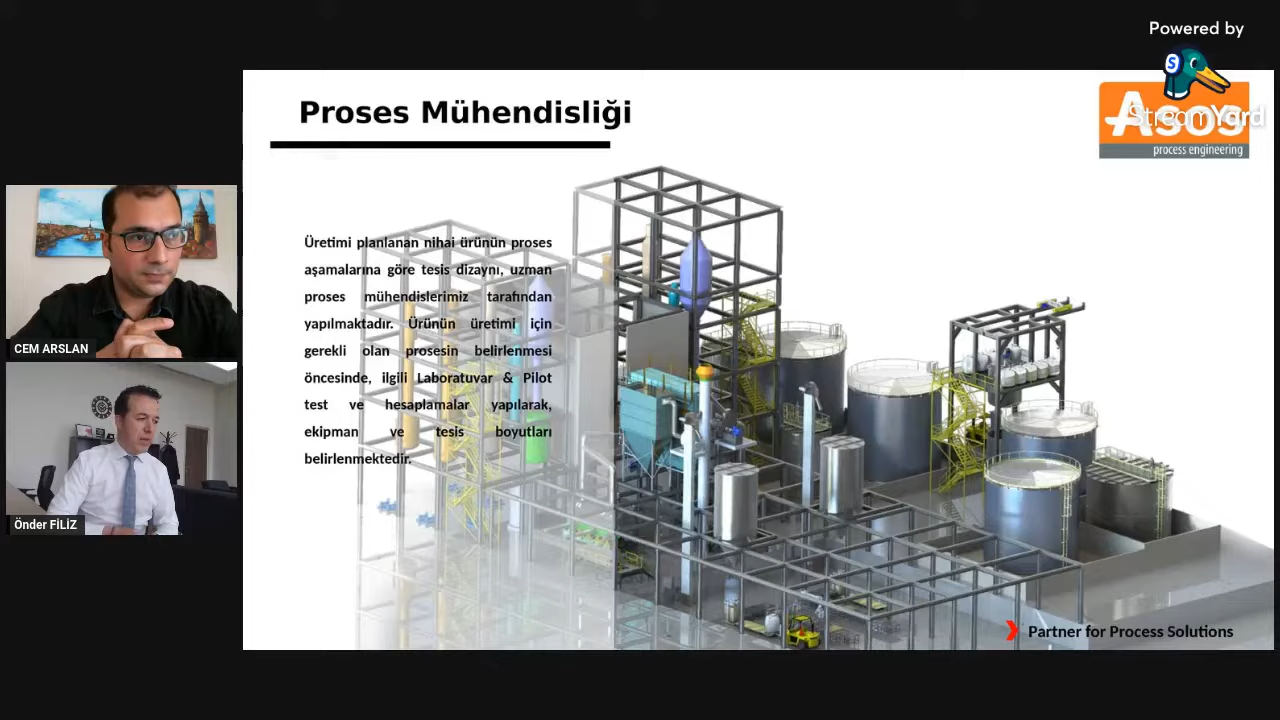 Powered by
StreamYard
Proses Mühendisliği
Asos
process engineering
Üretimi planlanan nihai ürünün proses
aşamalarına göre tesis dizaynı, uzman
proses mühendislerimiz tarafından
yapılmaktadır. Ürünün üretimi için
gerekli olan prosesin belirlenmesi
öncesinde, ilgili Laboratuvar & Pilot
test ve hesaplamalar yapılarak,
ekipman ve tesis boyutları
belirlenmektedir.
CEM ARSLAN
Önder FİLİZ
Partner for Process Solutions